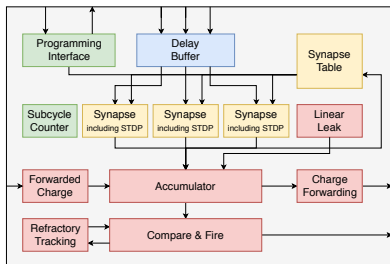 Programming
Interface
Delay
Buffer
Synapse
Table
Subcycle
Counter
Synapse
including STDP
Synapse
including STDP
Synapse
including STDP
Linear
Leak
Forwarded
Charge
Accumulator
Charge
Forwarding
Refractory
Tracking
Compare & Fire